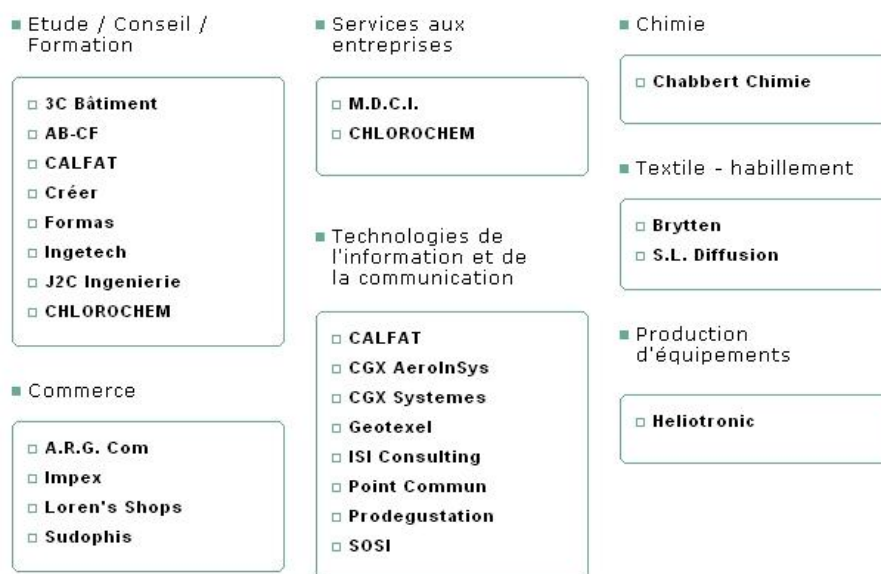 Etude / Conseil /
Formation
3C Bâtiment
AB-CF
CALFAT
Créer
Formas
Ingetech
J2C Ingenierie
CHLOROCHEM
Commerce
A.R.G. Com
Impex
Loren's Shops
Sudophis
Services aux
entreprises
M.D.C.I.
CHLOROCHEM
Technologies de
l'information et de
la communication
CALFAT
CGX AeroInSys
CGX Systemes
Geotexel
ISI Consulting
Point Commun
Prodegustation
SOSI
Chimie
Chabbert Chimie
Textile - habillement
Brytten
S.L. Diffusion
Production
d'équipements
Heliotronic